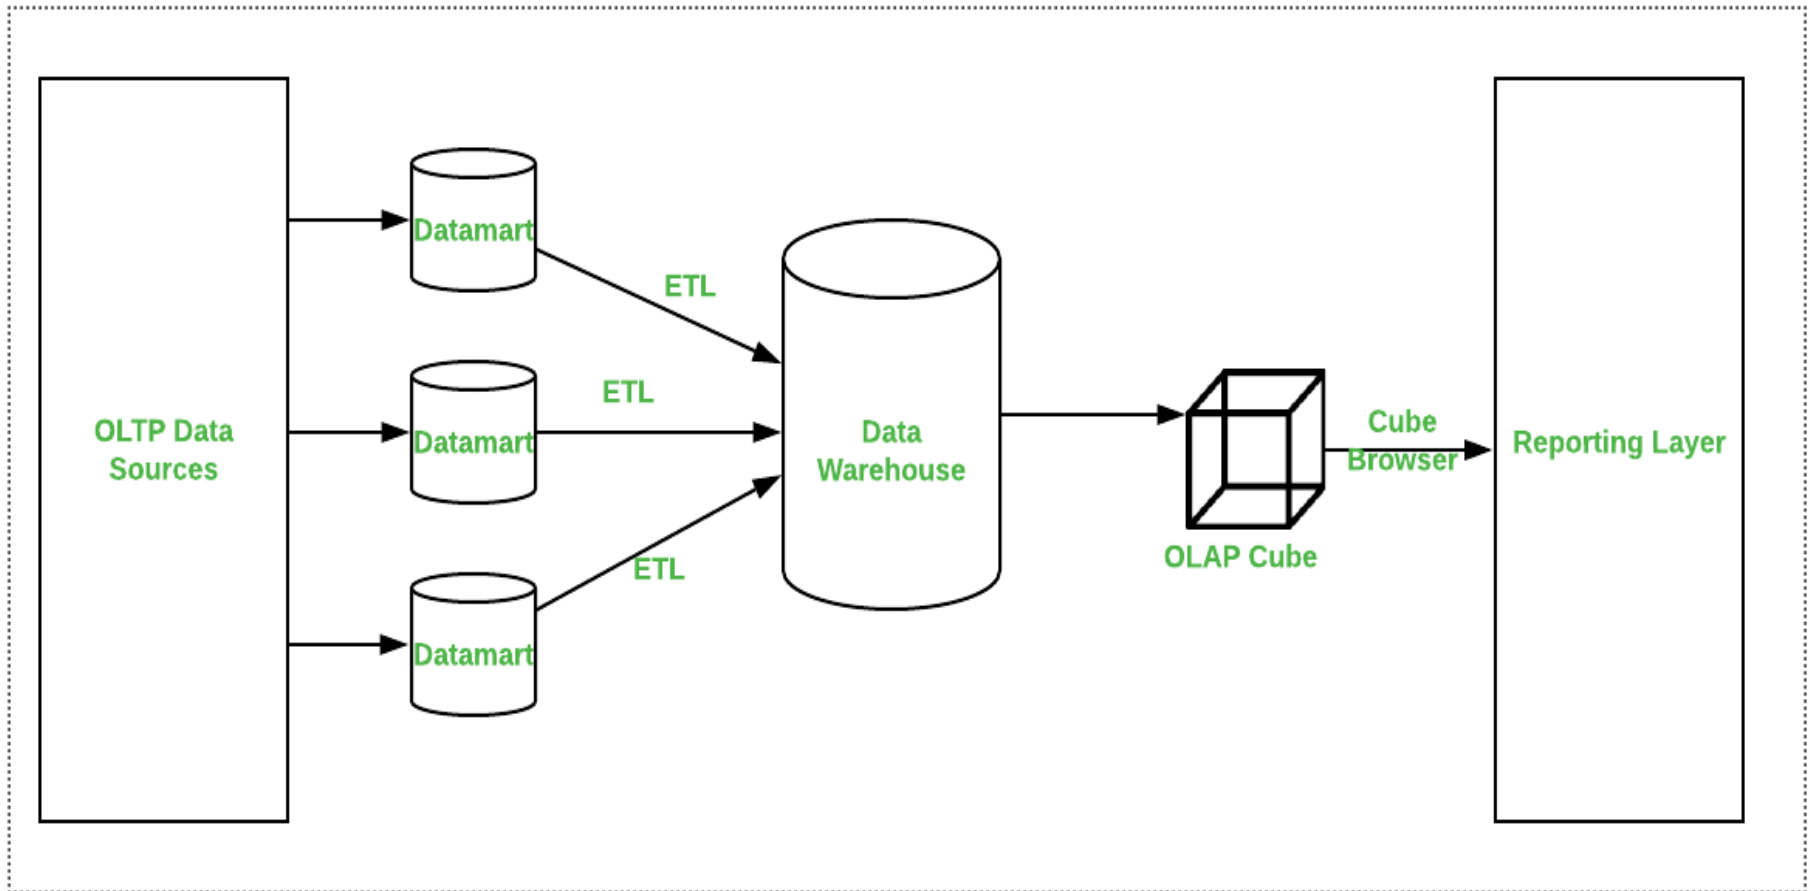 OLTP Data
Sources
Datamart
Datamart
Datamart
ETL
ETL
ETL
Data
Warehouse
OLAP Cube
Cube
Browser
Reporting Layer